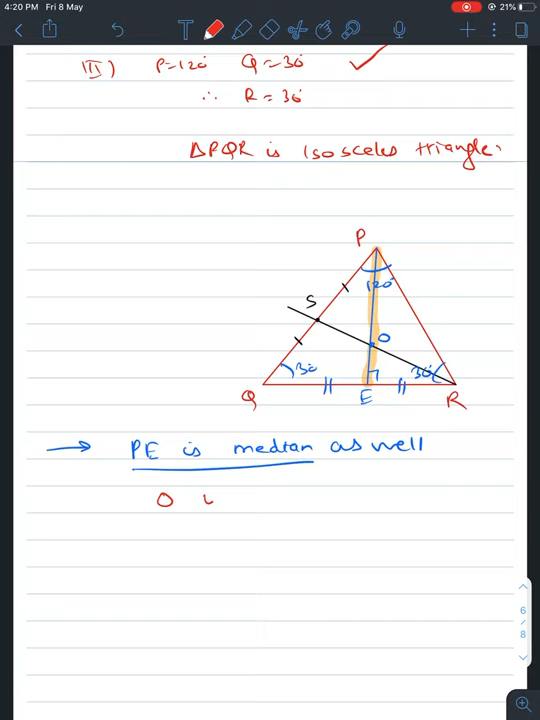 4:20 PM Fri 8 May
21%
III) P=120° Q=30°
∴ R=30°
ΔPQR is isosceles triangle.
P
120°
S
O
30°
30°
Q
E
R
→ PE is median as well
O
6
/
8